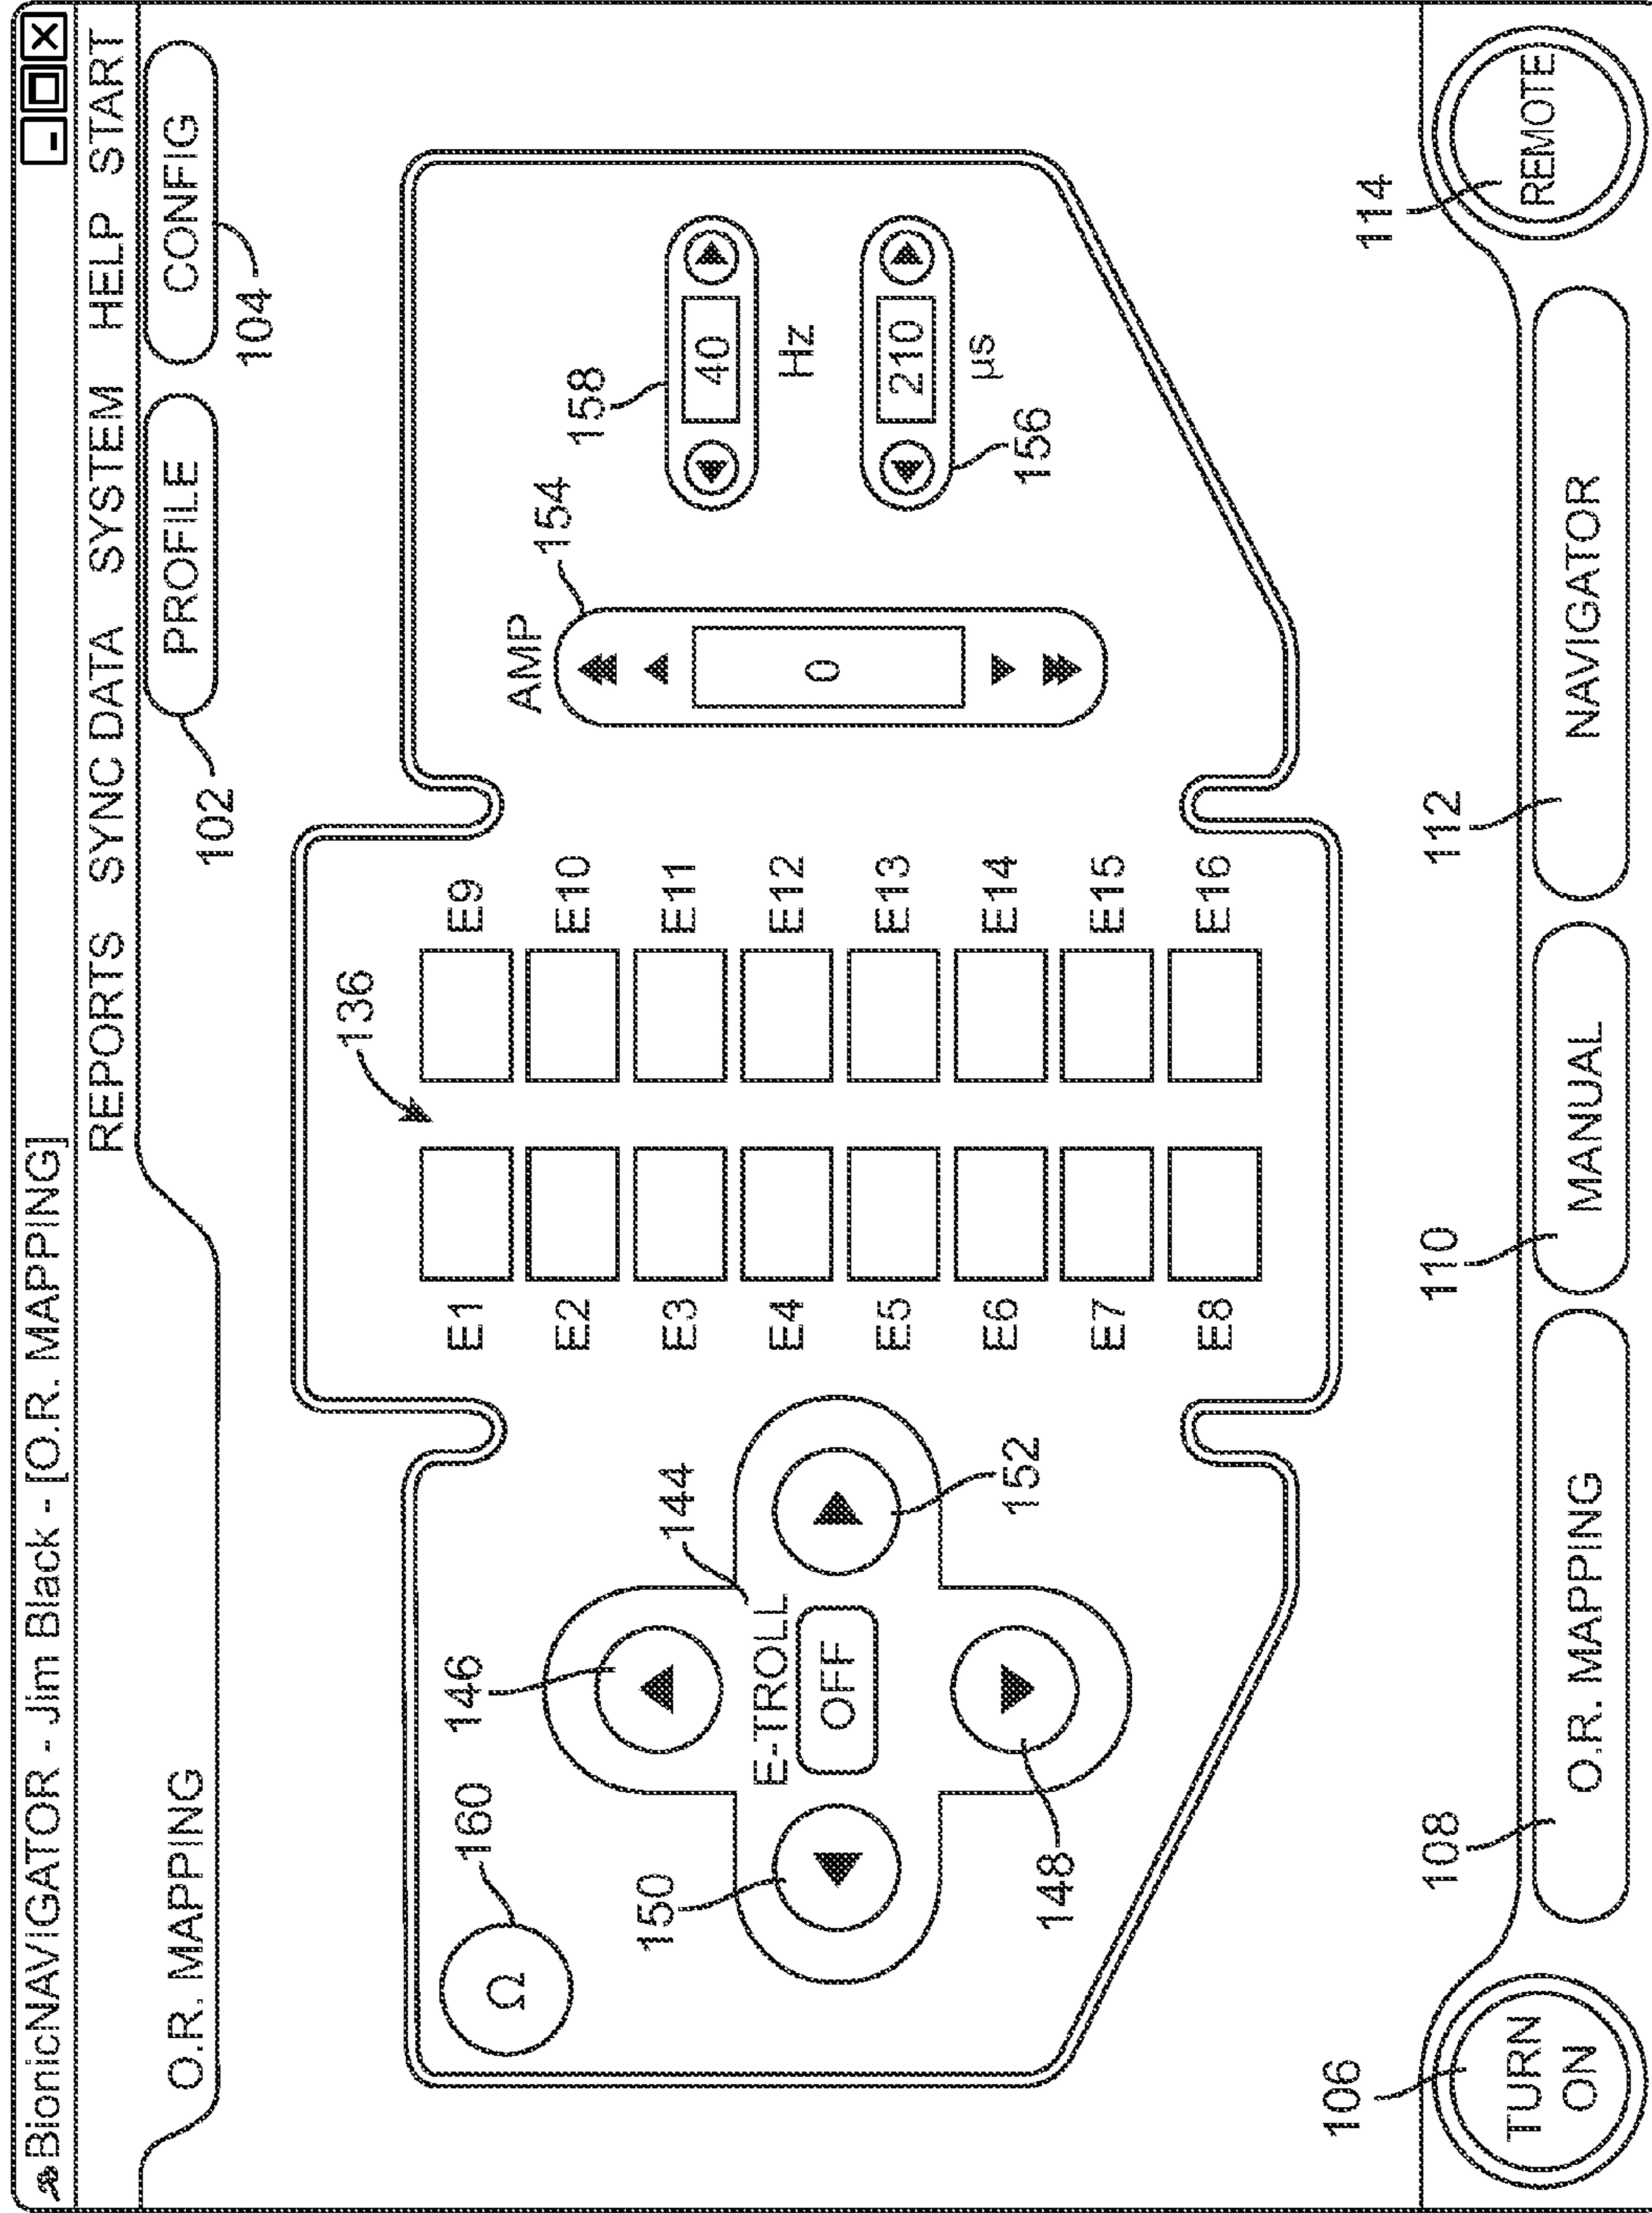 BionicNAVIGATOR - Jim Black - [O.R. MAPPING]
REPORTS SYNC DATA SYSTEM HELP START
O.R. MAPPING
PROFILE
CONFIG
102
104
136
160
Ω
146
144
E-TROLL
OFF
150
148
152
E1
E9
E2
E10
E3
E11
E4
E12
E5
E13
E6
E14
E7
E15
E8
E16
AMP
154
0
158
40
Hz
210
µs
156
106
108
110
112
114
TURN
ON
O.R. MAPPING
MANUAL
NAVIGATOR
REMOTE